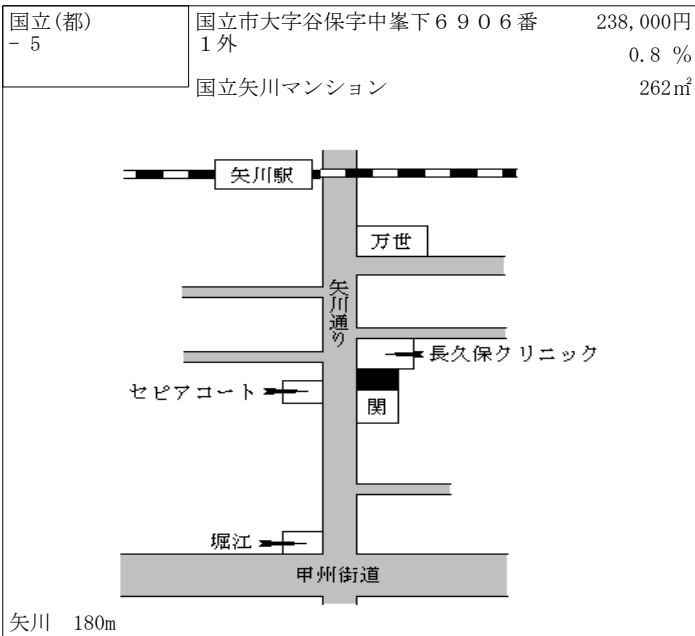 国立(都)
- 5
国立市大字谷保字中峯下６９０６番
１外
238,000円
0.8 %
国立矢川マンション
262㎡
矢川駅
万世
矢川通り
長久保クリニック
セピアコート
関
堀江
甲州街道
矢川 180m